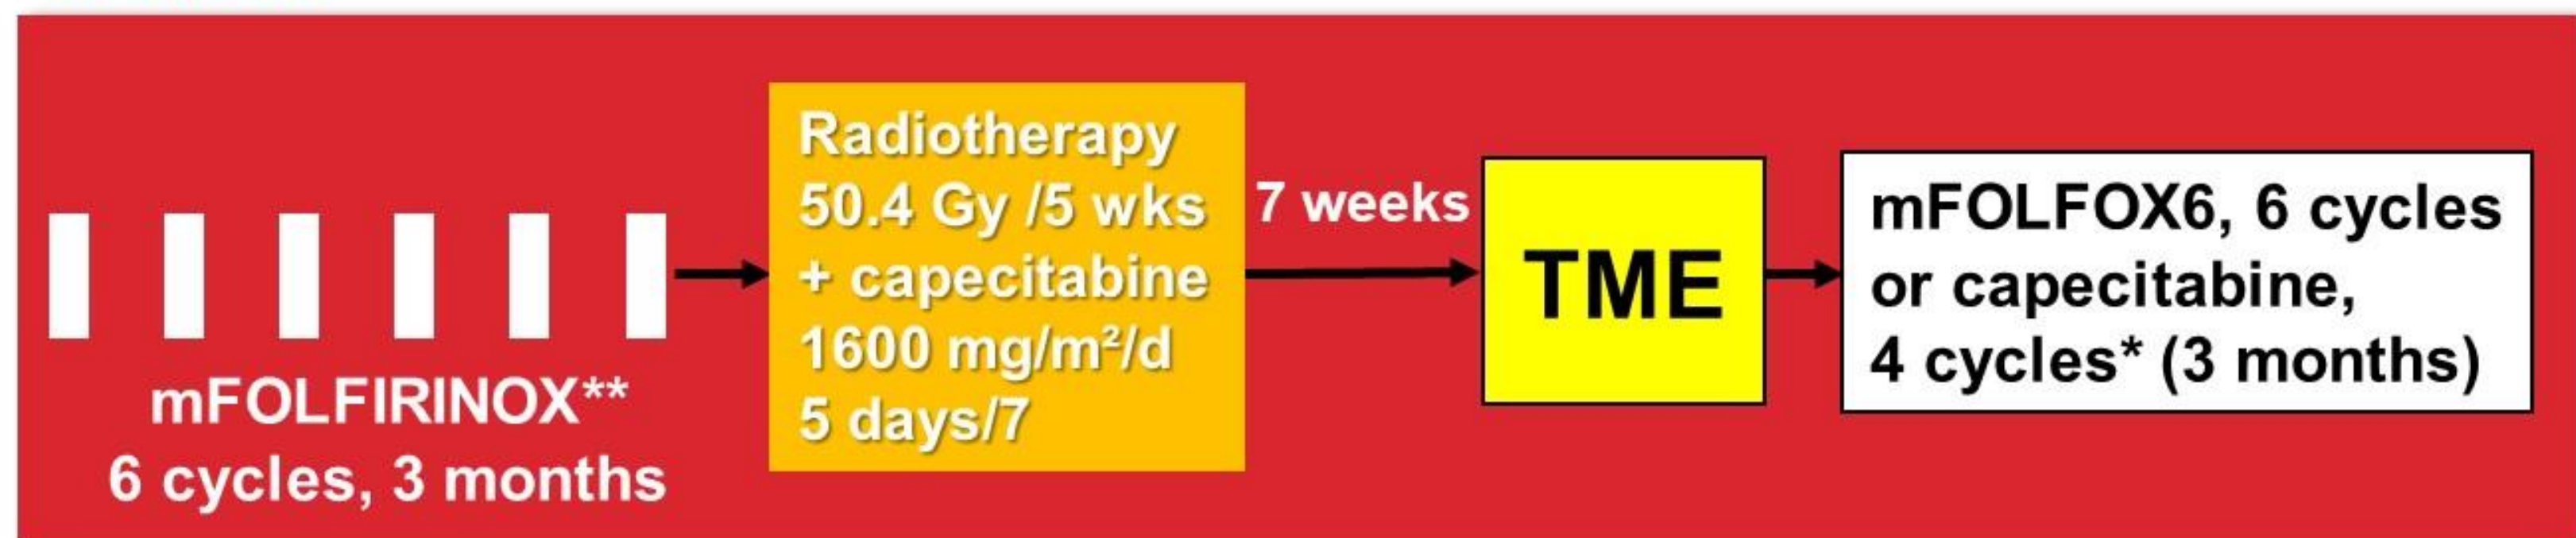 mFOLFIRINOX**
6 cycles, 3 months
Radiotherapy
50.4 Gy /5 wks
+ capecitabine
1600 mg/m²/d
5 days/7
7 weeks
TME
mFOLFOX6, 6 cycles
or capecitabine,
4 cycles* (3 months)